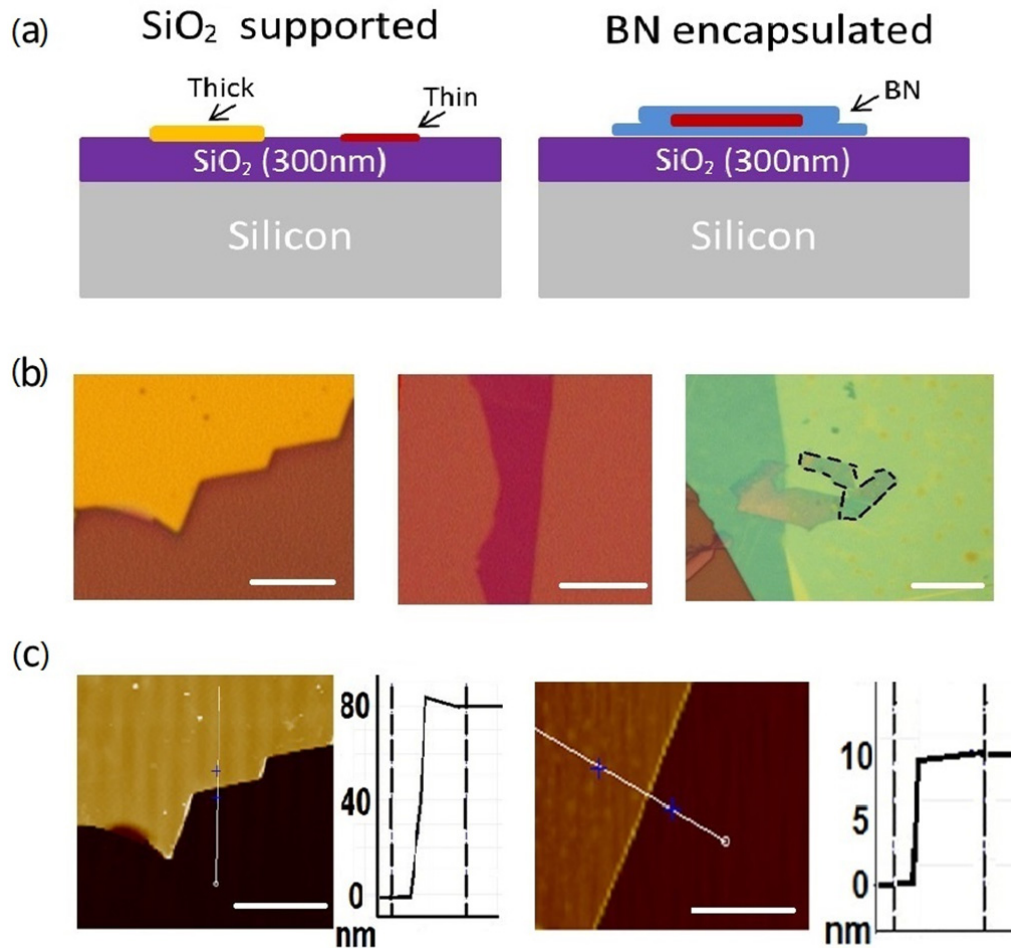 (a)
SiO₂ supported
BN encapsulated
Thick
Thin
BN
SiO₂ (300nm)
SiO₂ (300nm)
Silicon
Silicon
(b)
(c)
80
40
0
nm
10
5
0
nm